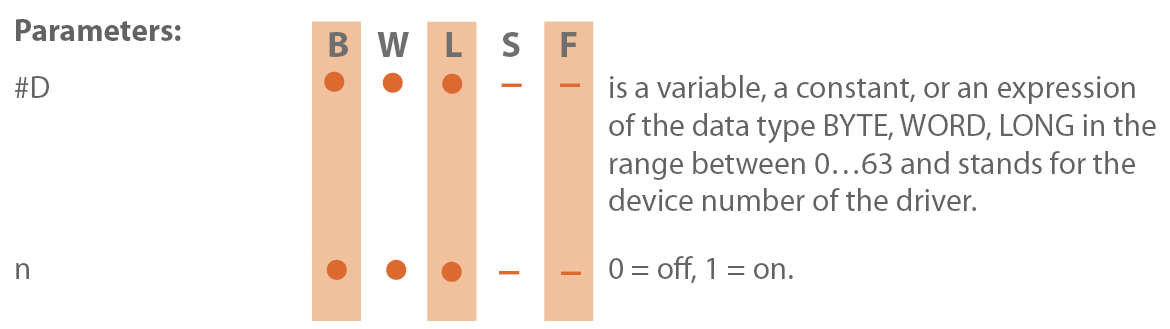 Parameters:
B W L S F
#D ● ● ● – – is a variable, a constant, or an expression
of the data type BYTE, WORD, LONG in the
range between 0…63 and stands for the
device number of the driver.
n ● ● ● – – 0 = off, 1 = on.